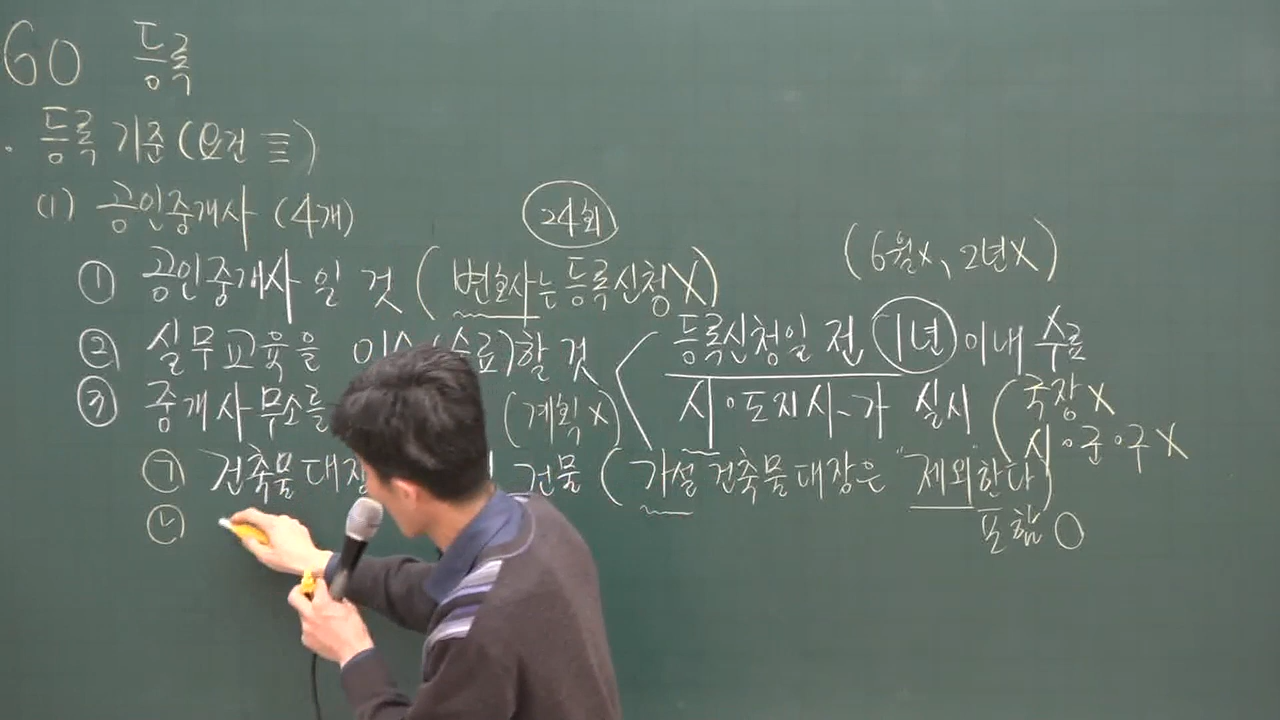 60 등록
· 등록 기준 (요건 三)
(1) 공인중개사 (4개)
24회
① 공인중개사 일 것 (변호사는 등록신청X)
(6월x, 2년X)
② 실무교육을 (수료)할 것
등록신청일 전 1년 이내 수료
시·도지사가 실시 (국장X
시·군·구X
③ 중개사무소를 (계획x)
㉠ 건축물대장 건물 (가설건축물대장은 "제외"한다)
포함 O
㉡